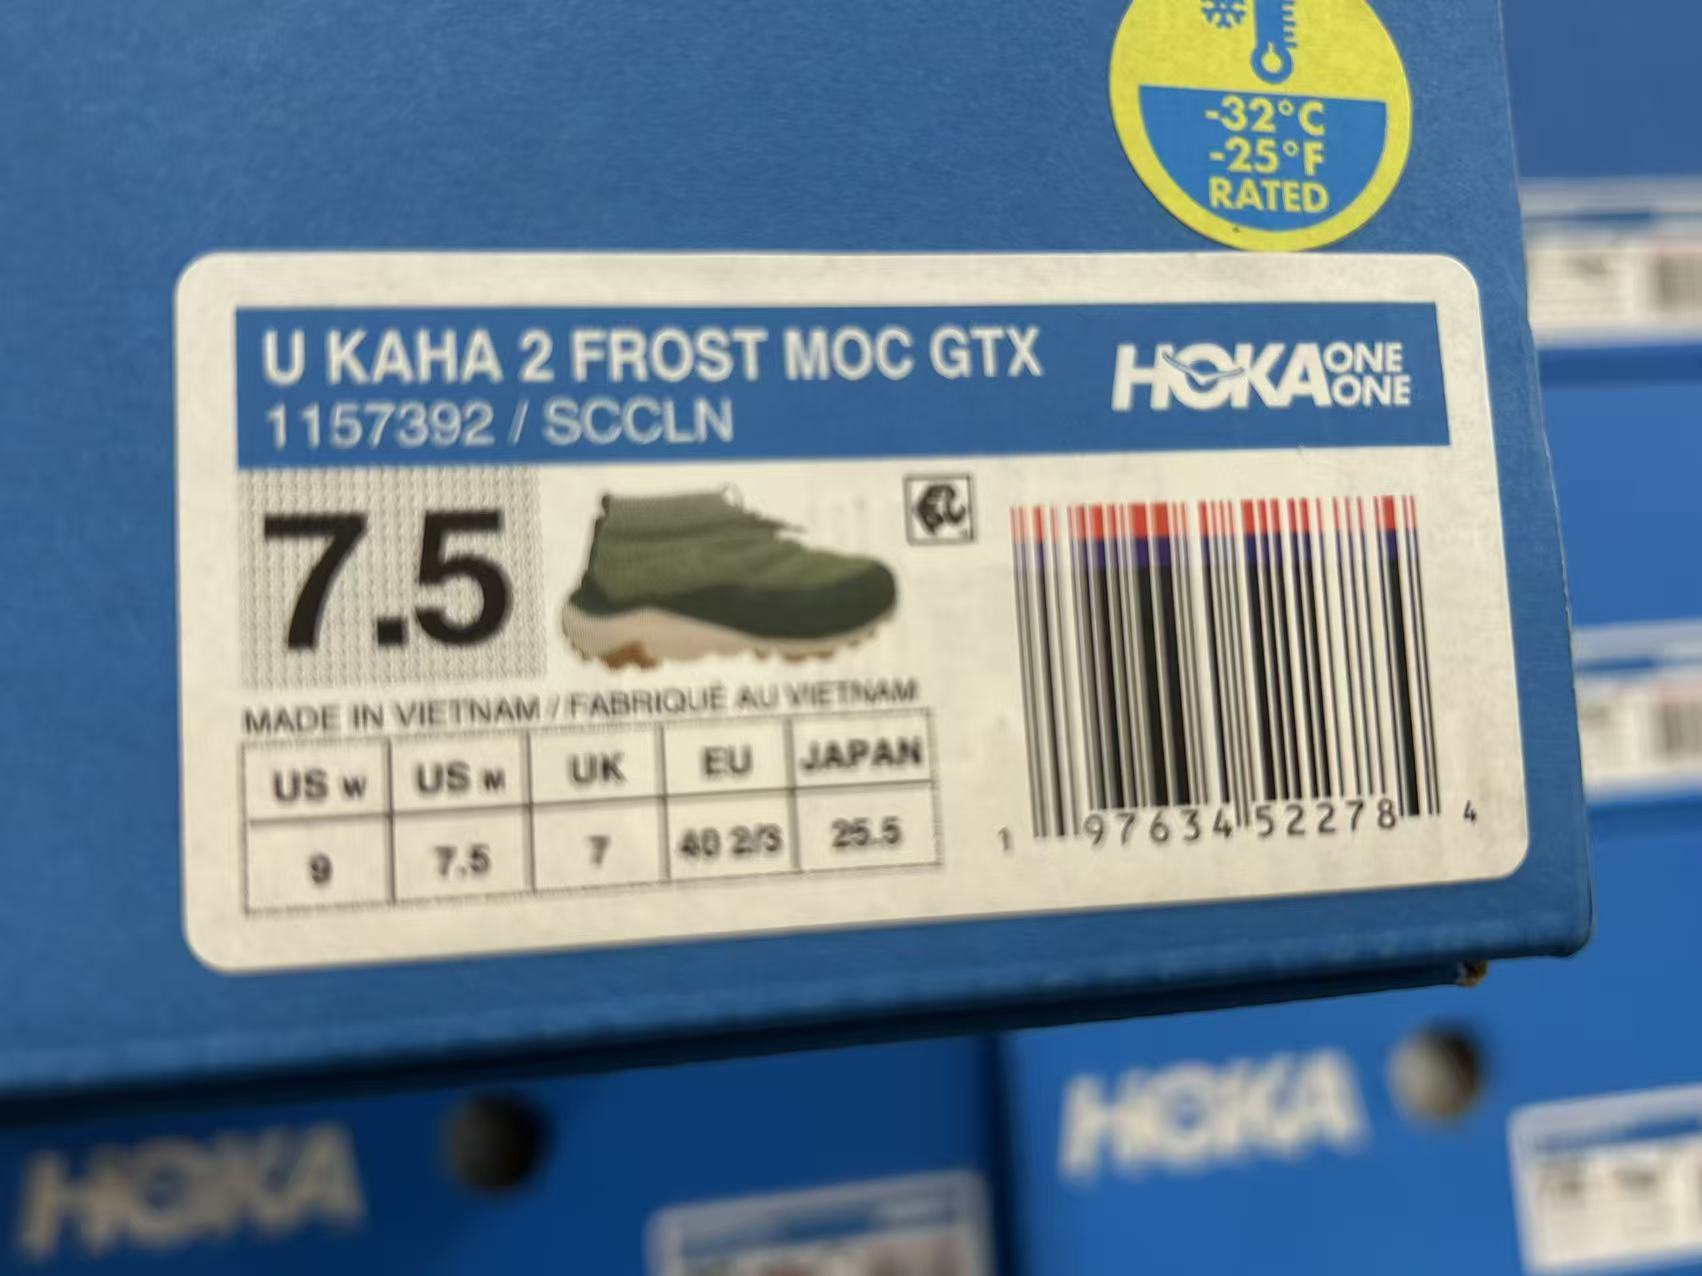 -32°C
-25°F
RATED
U KAHA 2 FROST MOC GTX
1157392 / SCCLN
HOKA ONE ONE
7.5
MADE IN VIETNAM / FABRIQUÉ AU VIETNAM
US W US M UK EU JAPAN
9 7.5 7 40 2/3 25.5
1 97634 52278 4
HOKA
HOKA